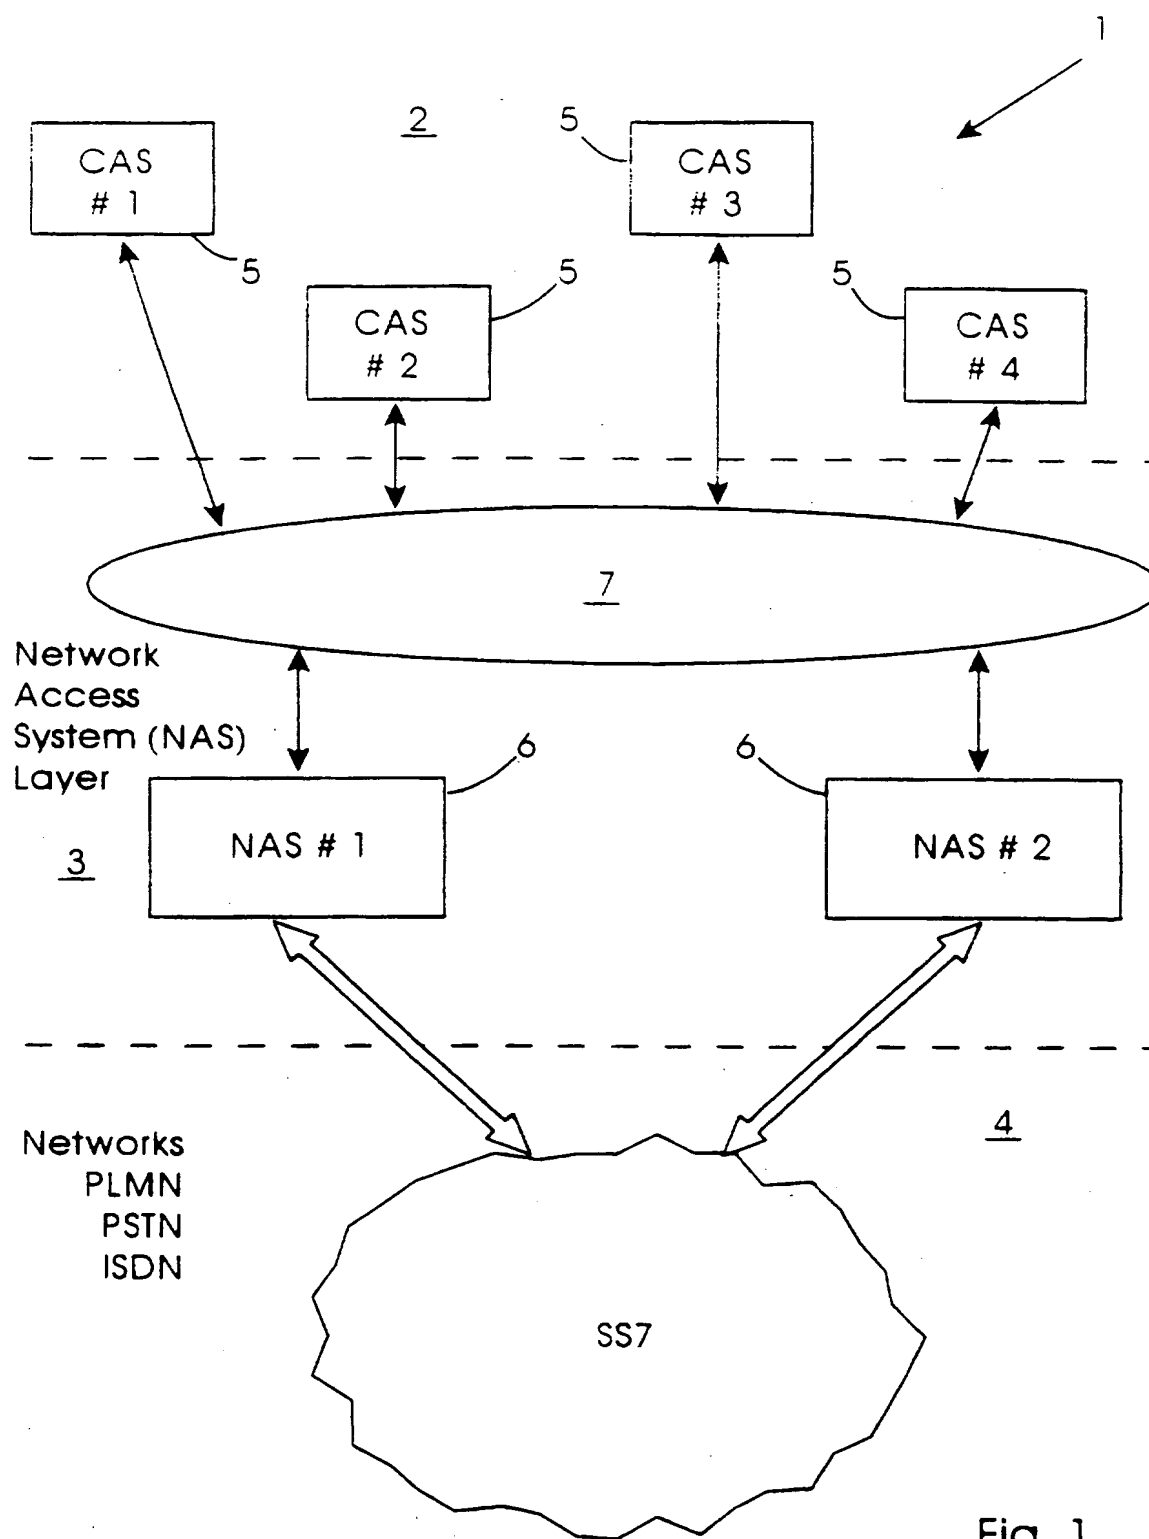 1
2
5
CAS
# 1
CAS
# 3
5
5
5
CAS
# 2
CAS
# 4
7
Network
Access
System (NAS)
Layer
6
6
NAS # 1
NAS # 2
3
4
Networks
PLMN
PSTN
ISDN
SS7
Fig. 1